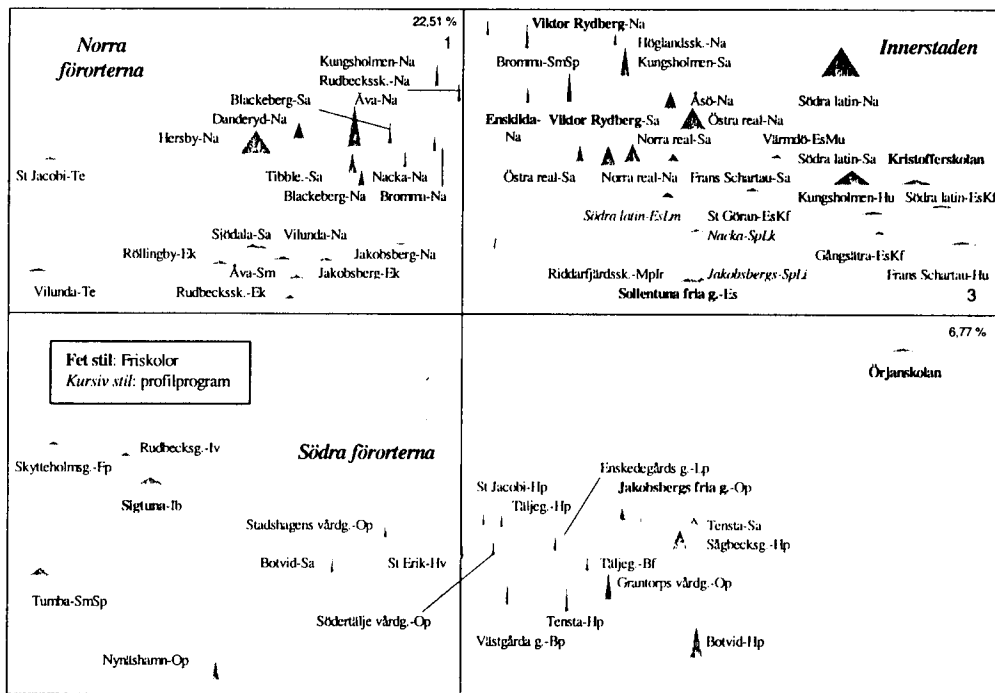 22,51 %
1
Norra
förorterna
Kungsholmen-Na
Rudbeckssk.-Na
Blackeberg-Sa
Åva-Na
Danderyd-Na
Hersby-Na
St Jacobi-Te
Tibble.-Sa
Nacka-Na
Blackeberg-Na
Bromma-Na
Sjödala-Sa
Vilunda-Na
Röllingby-Ek
Jakobsberg-Na
Åva-Sm
Jakobsberg-Ek
Vilunda-Te
Rudbeckssk.-Ek
Viktor Rydberg-Na
Höglandssk.-Na
Bromma-SmSp
Kungsholmen-Sa
Innerstaden
Åsö-Na
Södra latin-Na
Enskilda-
Na
Viktor Rydberg-Sa
Östra real-Na
Norra real-Sa
Värmdö-EsMu
Södra latin-Sa
Kristofferskolan
Östra real-Sa
Norra real-Na
Frans Schartau-Sa
Kungsholmen-Hu
Södra latin-EsKf
Södra latin-EsLm
St Göran-EsKf
Nacka-SpLk
Gångsätra-EsKf
Riddarfjärdssk.-MpIr
Jakobsbergs-SpLi
Frans Schartau-Hu
Sollentuna fria g.-Es
3
6,77 %
Fet stil: Friskolor
Kursiv stil: profilprogram
Örjanskolan
Södra förorterna
Rudbecksg.-Iv
Skytteholmsg.-Fp
Sigtuna-Ib
Stadshagens vårdg.-Op
Botvid-Sa
St Erik-Hv
Tumba-SmSp
Södertälje vårdg.-Op
Nynäshamn-Op
Enskedegårds g.-Lp
St Jacobi-Hp
Jakobsbergs fria g.-Op
Täljeg.-Hp
Tensta-Sa
Sågbecksg.-Hp
Täljeg.-Bf
Grantorps vårdg.-Op
Tensta-Hp
Västgårda g.-Bp
Botvid-Hp